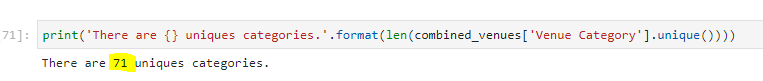 71]: print('There are {} uniques categories.'.format(len(combined_venues['Venue Category'].unique())))
There are 71 uniques categories.